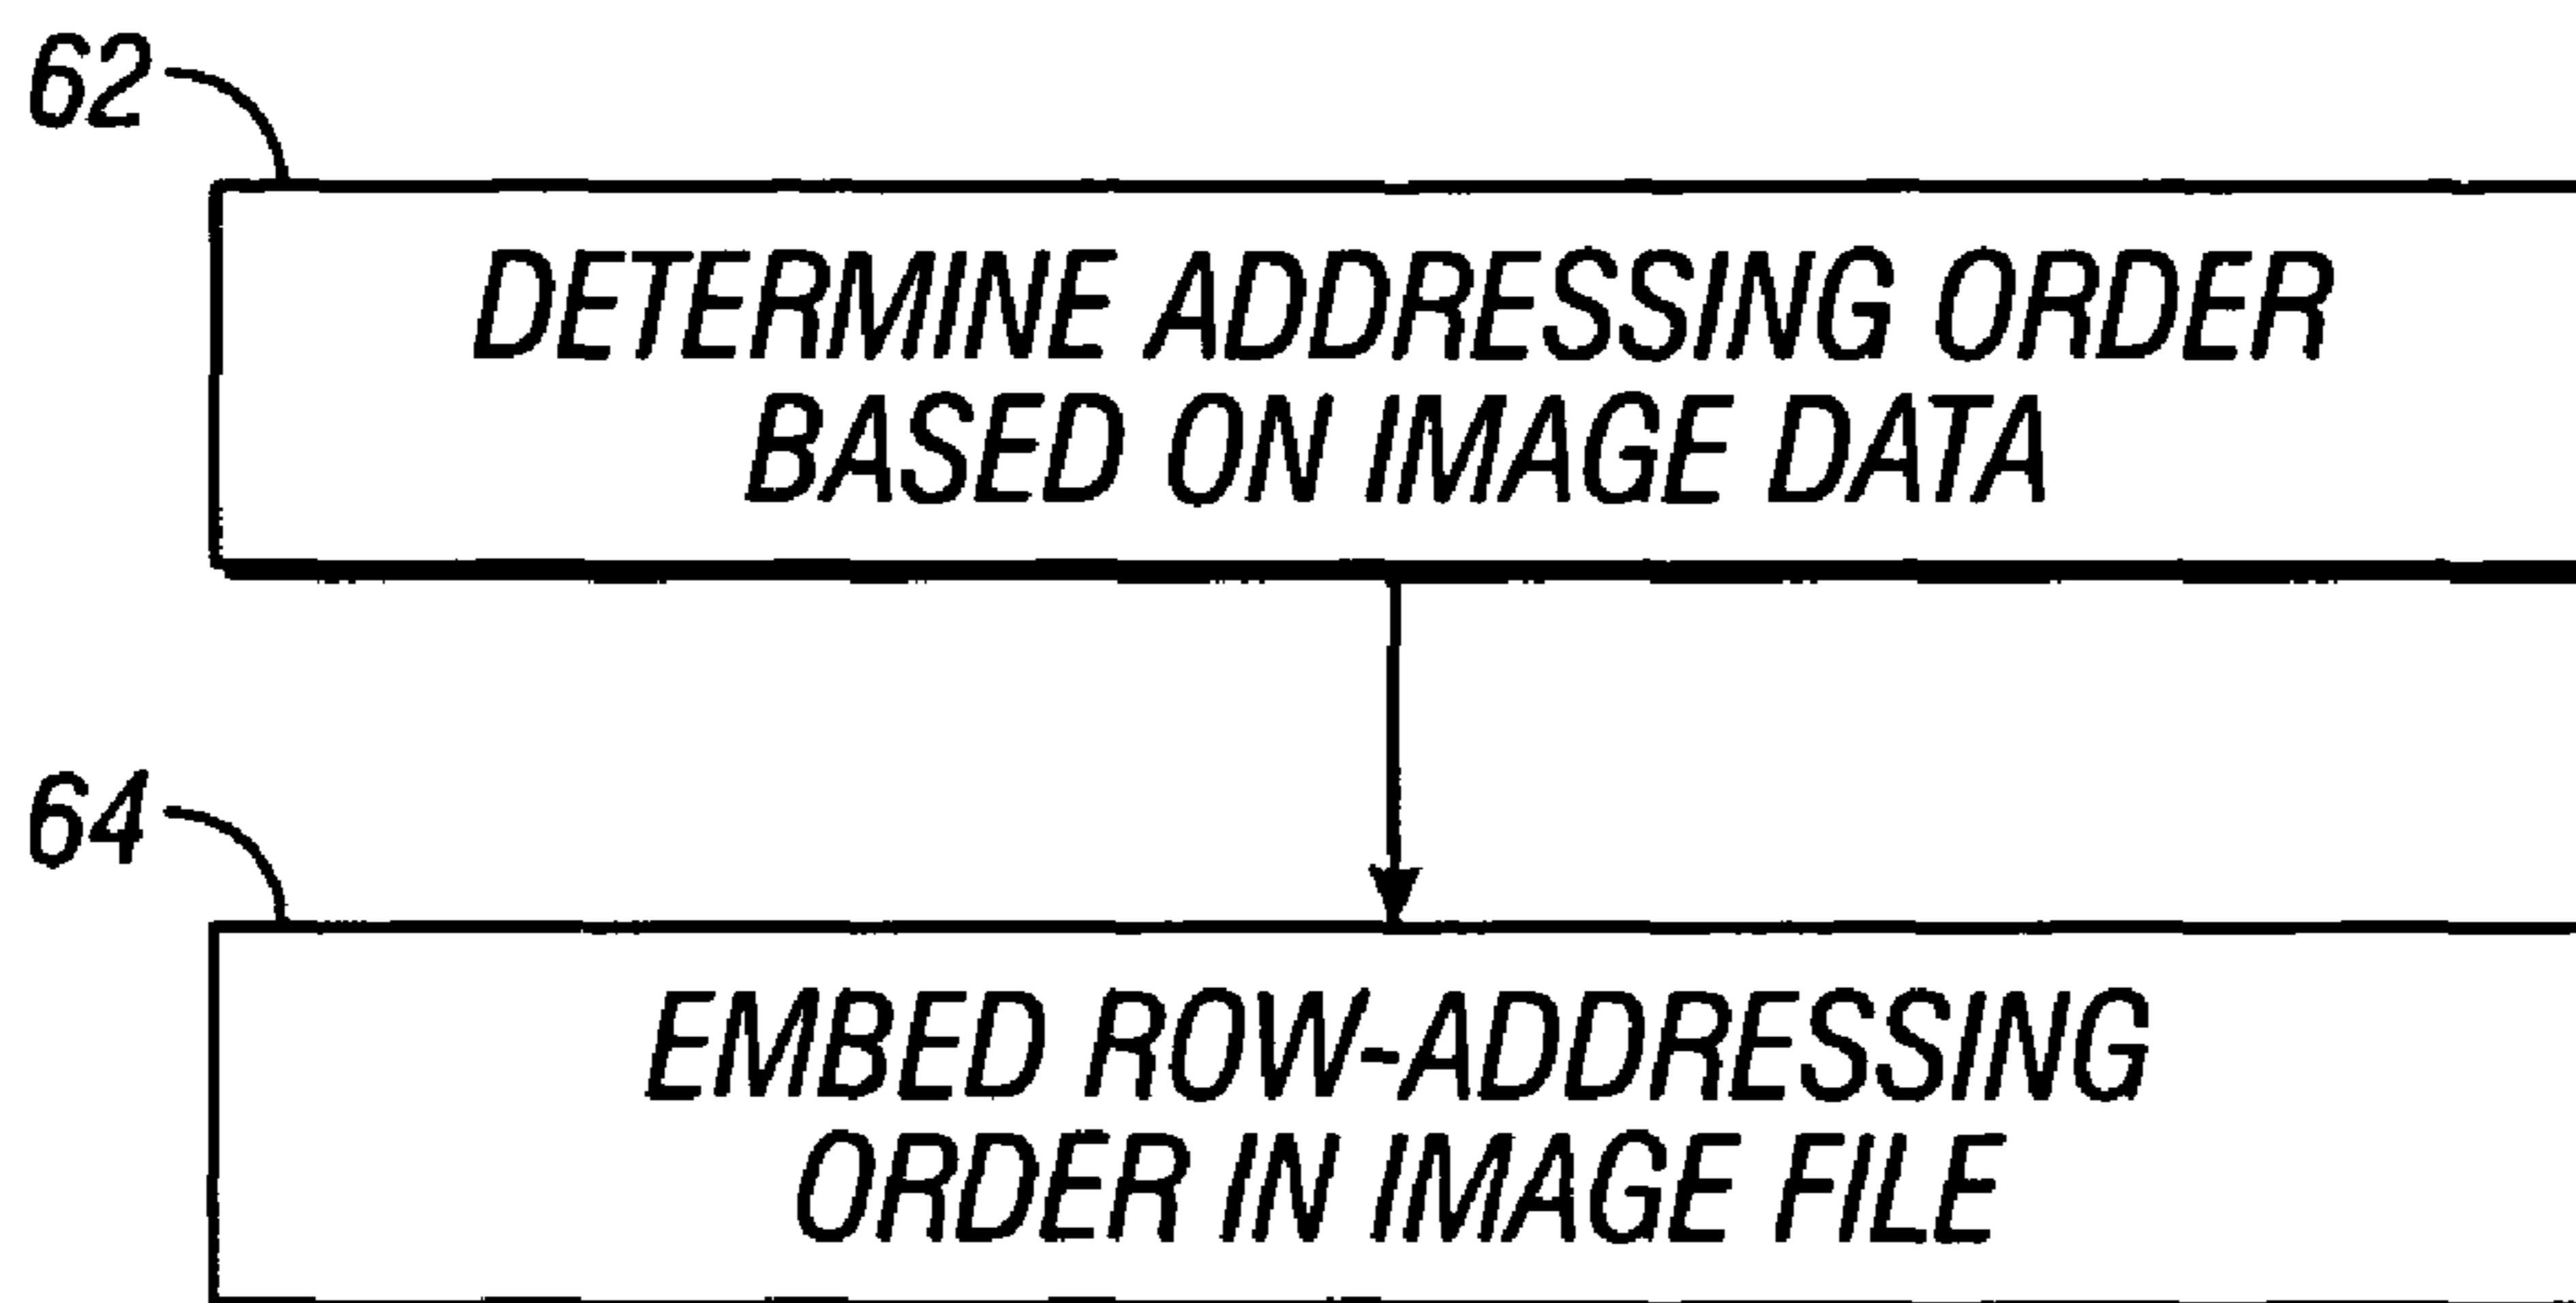 62
DETERMINE ADDRESSING ORDER
BASED ON IMAGE DATA
64
EMBED ROW-ADDRESSING
ORDER IN IMAGE FILE